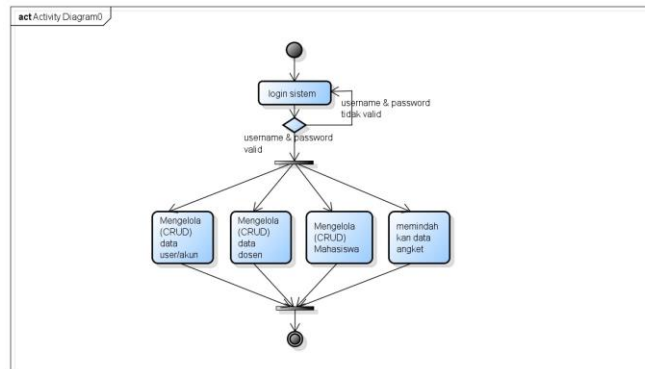 act Activity Diagram0
login sistem
username & password
tidak valid
username & password
valid
Mengelola
(CRUD)
data
user/akun
Mengelola
(CRUD)
data
dosen
Mengelola
(CRUD)
Mahasiswa
memindah
kan data
angket